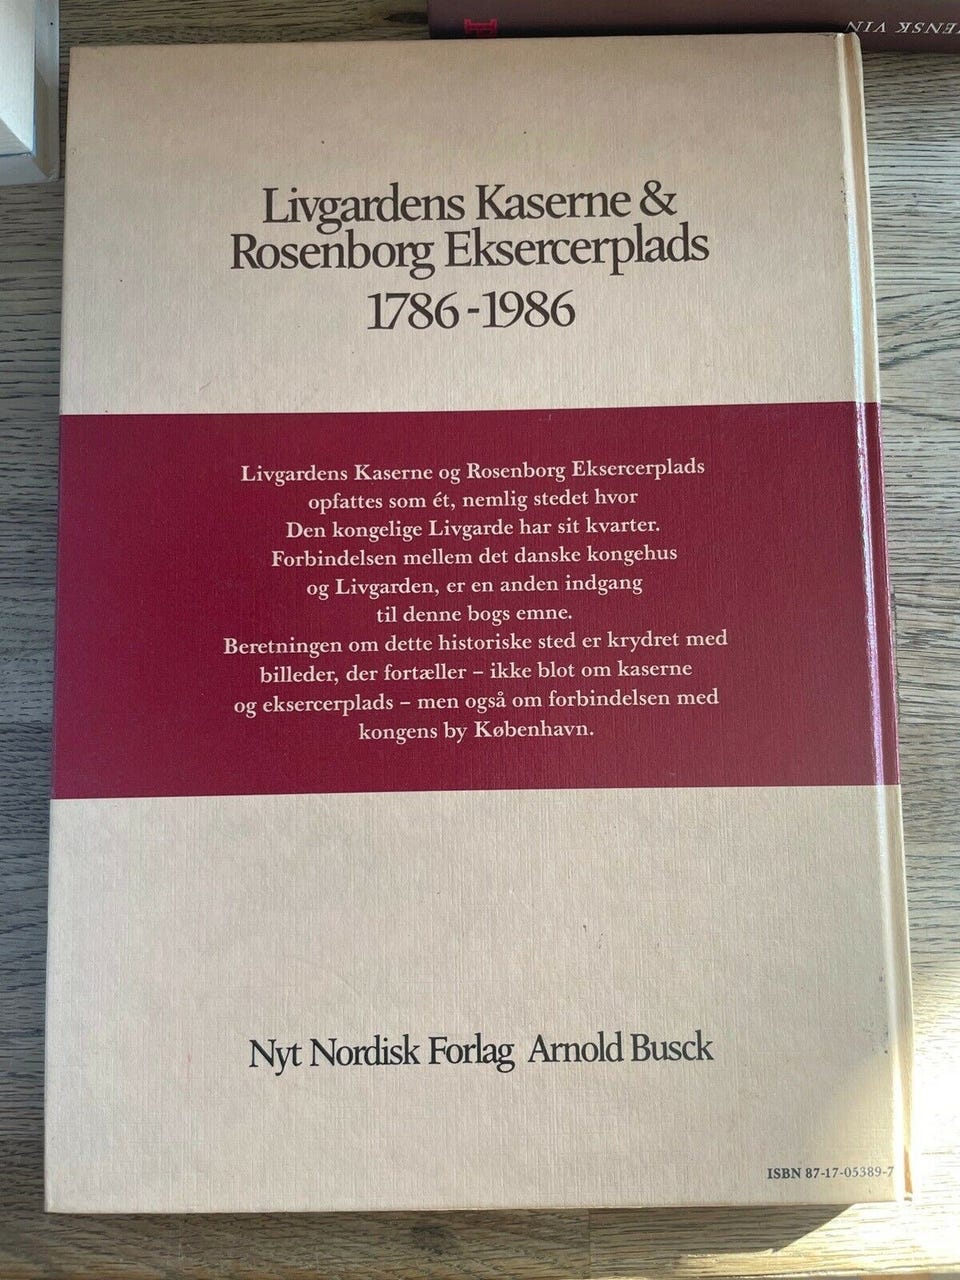 ENSK VIN
Livgardens Kaserne &
Rosenborg Eksercerplads
1786-1986
Livgardens Kaserne og Rosenborg Eksercerplads
opfattes som ét, nemlig stedet hvor
Den kongelige Livgarde har sit kvarter.
Forbindelsen mellem det danske kongehus
og Livgarden, er en anden indgang
til denne bogs emne.
Beretningen om dette historiske sted er krydret med
billeder, der fortæller – ikke blot om kaserne
og eksercerplads – men også om forbindelsen med
kongens by København.
Nyt Nordisk Forlag Arnold Busck
ISBN 87-17-05389-7